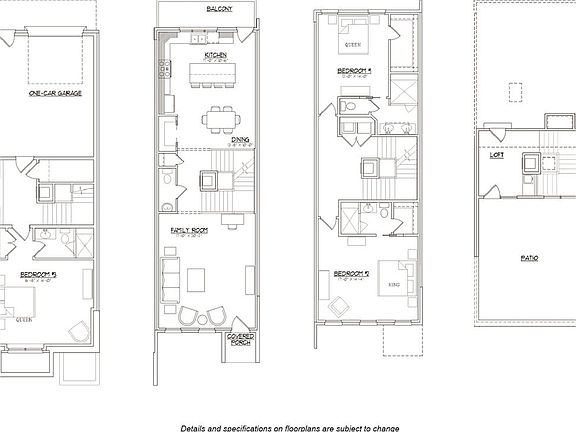 ONE-CAR GARAGE
BEDROOM #3
QUEEN
BALCONY
KITCHEN
DINING
FAMILY ROOM
COVERED
PORCH
QUEEN
BEDROOM #1
BEDROOM #2
KING
LOFT
PATIO
Details and specifications on floorplans are subject to change